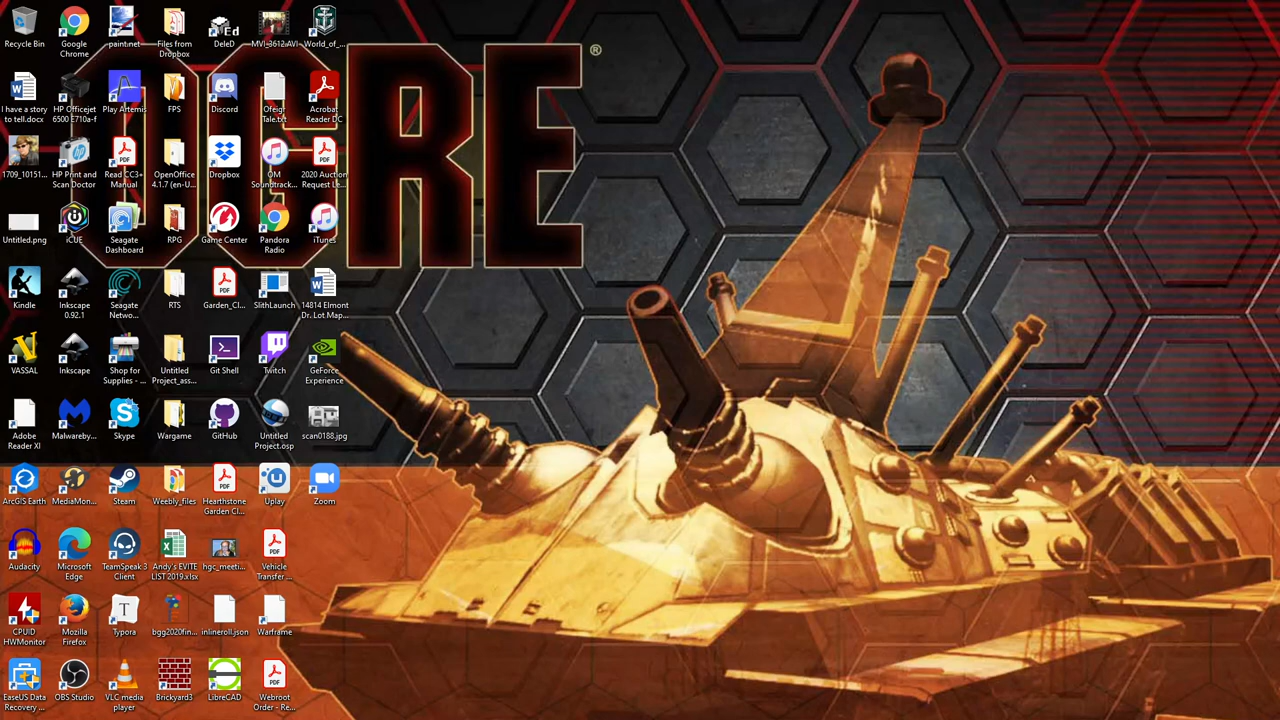 OGRE®
Recycle Bin
Google
Chrome
paint.net
Files from
Dropbox
DeleD
MVI_3612.AVI
World_of_...
I have a story
to tell.docx
HP Officejet
6500 E710a-f
Play Artemis
FPS
Discord
Ofeigr
Tale.txt
Acrobat
Reader DC
1709_10151...
HP Print and
Scan Doctor
Read CC3+
Manual
OpenOffice
4.1.7 (en-U...
Dropbox
OM
Soundtrack...
2020 Auction
Request Le...
Untitled.png
iCUE
Seagate
Dashboard
RPG
Game Center
Pandora
Radio
iTunes
Kindle
Inkscape
0.92.1
Seagate
Netwo...
RTS
Garden_Cl...
SlithLaunch
14814 Elmont
Dr. Lot Map...
VASSAL
Inkscape
Shop for
Supplies - ...
Untitled
Project_ass...
Git Shell
Twitch
GeForce
Experience
Adobe
Reader XI
Malwareby...
Skype
Wargame
GitHub
Untitled
Project.osp
scan0188.jpg
ArcGIS Earth
MediaMon...
Steam
Weebly_files
Hearthstone
Garden Cl...
Uplay
Zoom
Audacity
Microsoft
Edge
TeamSpeak 3
Client
Andy's EVITE
LIST 2019.xlsx
hgc_meeti...
Vehicle
Transfer ...
CPUID
HWMonitor
Mozilla
Firefox
Typora
bgg2020fin...
inlineroll.json
Warframe
EaseUS Data
Recovery ...
OBS Studio
VLC media
player
Brickyard3
LibreCAD
Webroot
Order - Re...